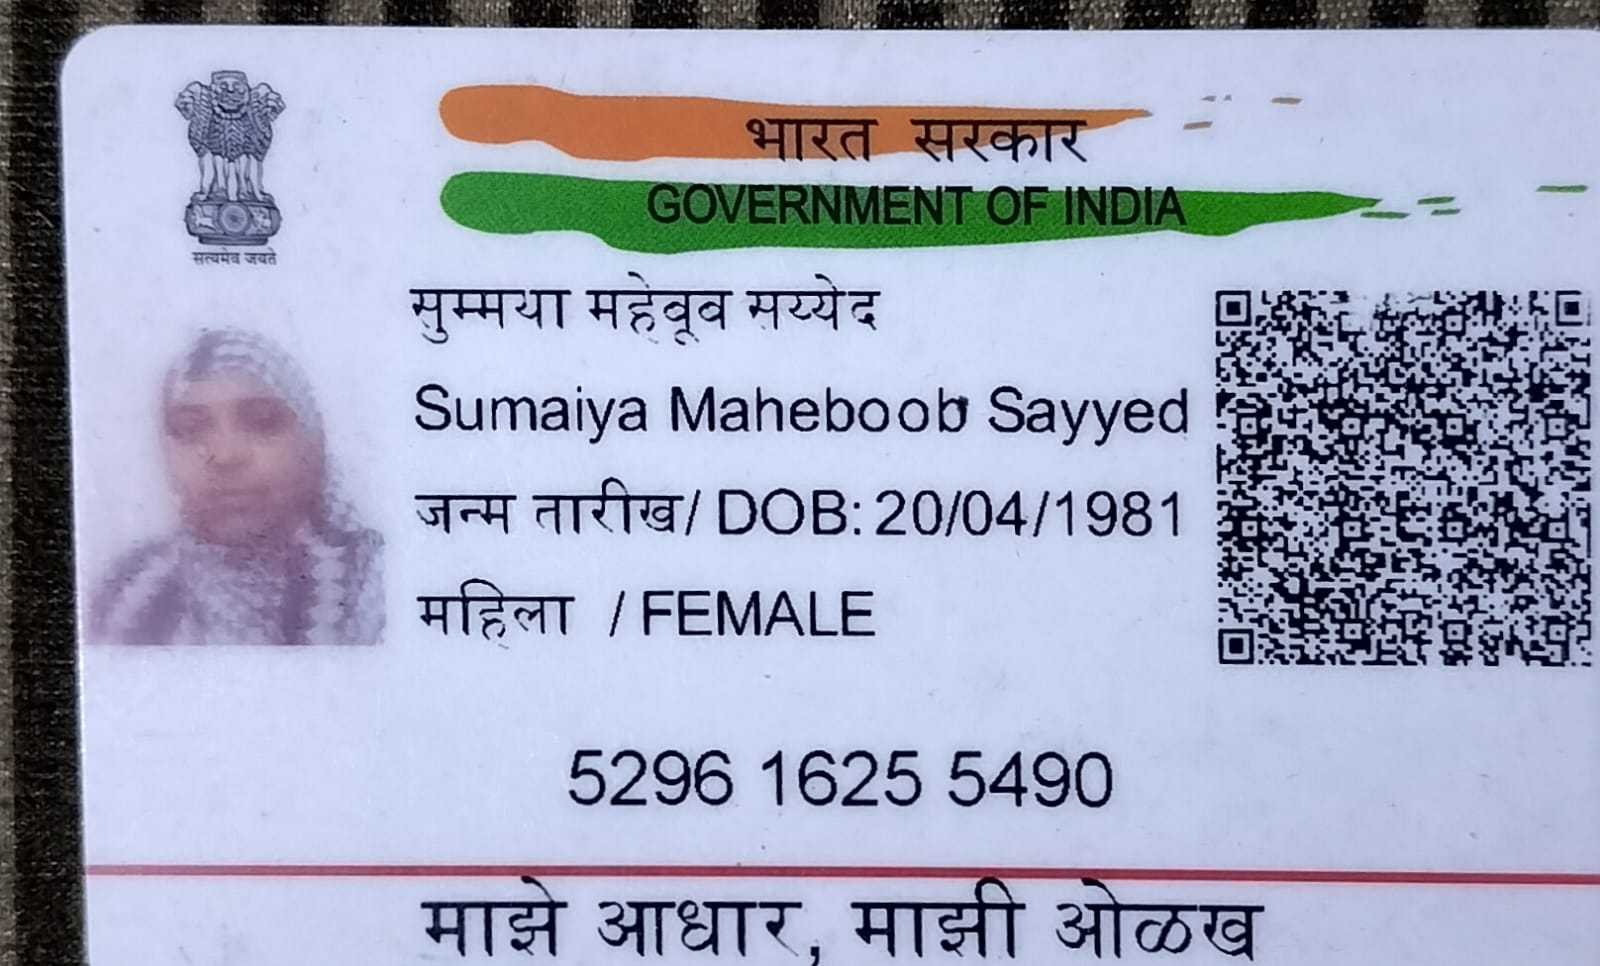 भारत सरकार
GOVERNMENT OF INDIA
सत्यमेव जयते
सुम्मया महेबूब सय्येद
Sumaiya Maheboob Sayyed
जन्म तारीख/ DOB: 20/04/1981
महिला / FEMALE
5296 1625 5490
माझे आधार, माझी ओळख